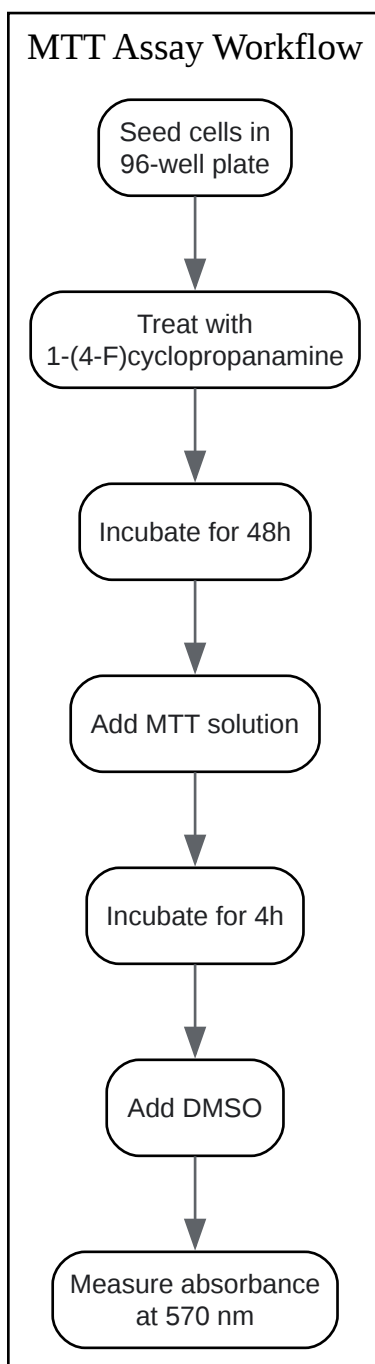 MTT Assay Workflow
Seed cells in
96-well plate
Treat with
1-(4-F)cyclopropanamine
Incubate for 48h
Add MTT solution
Incubate for 4h
Add DMSO
Measure absorbance
at 570 nm